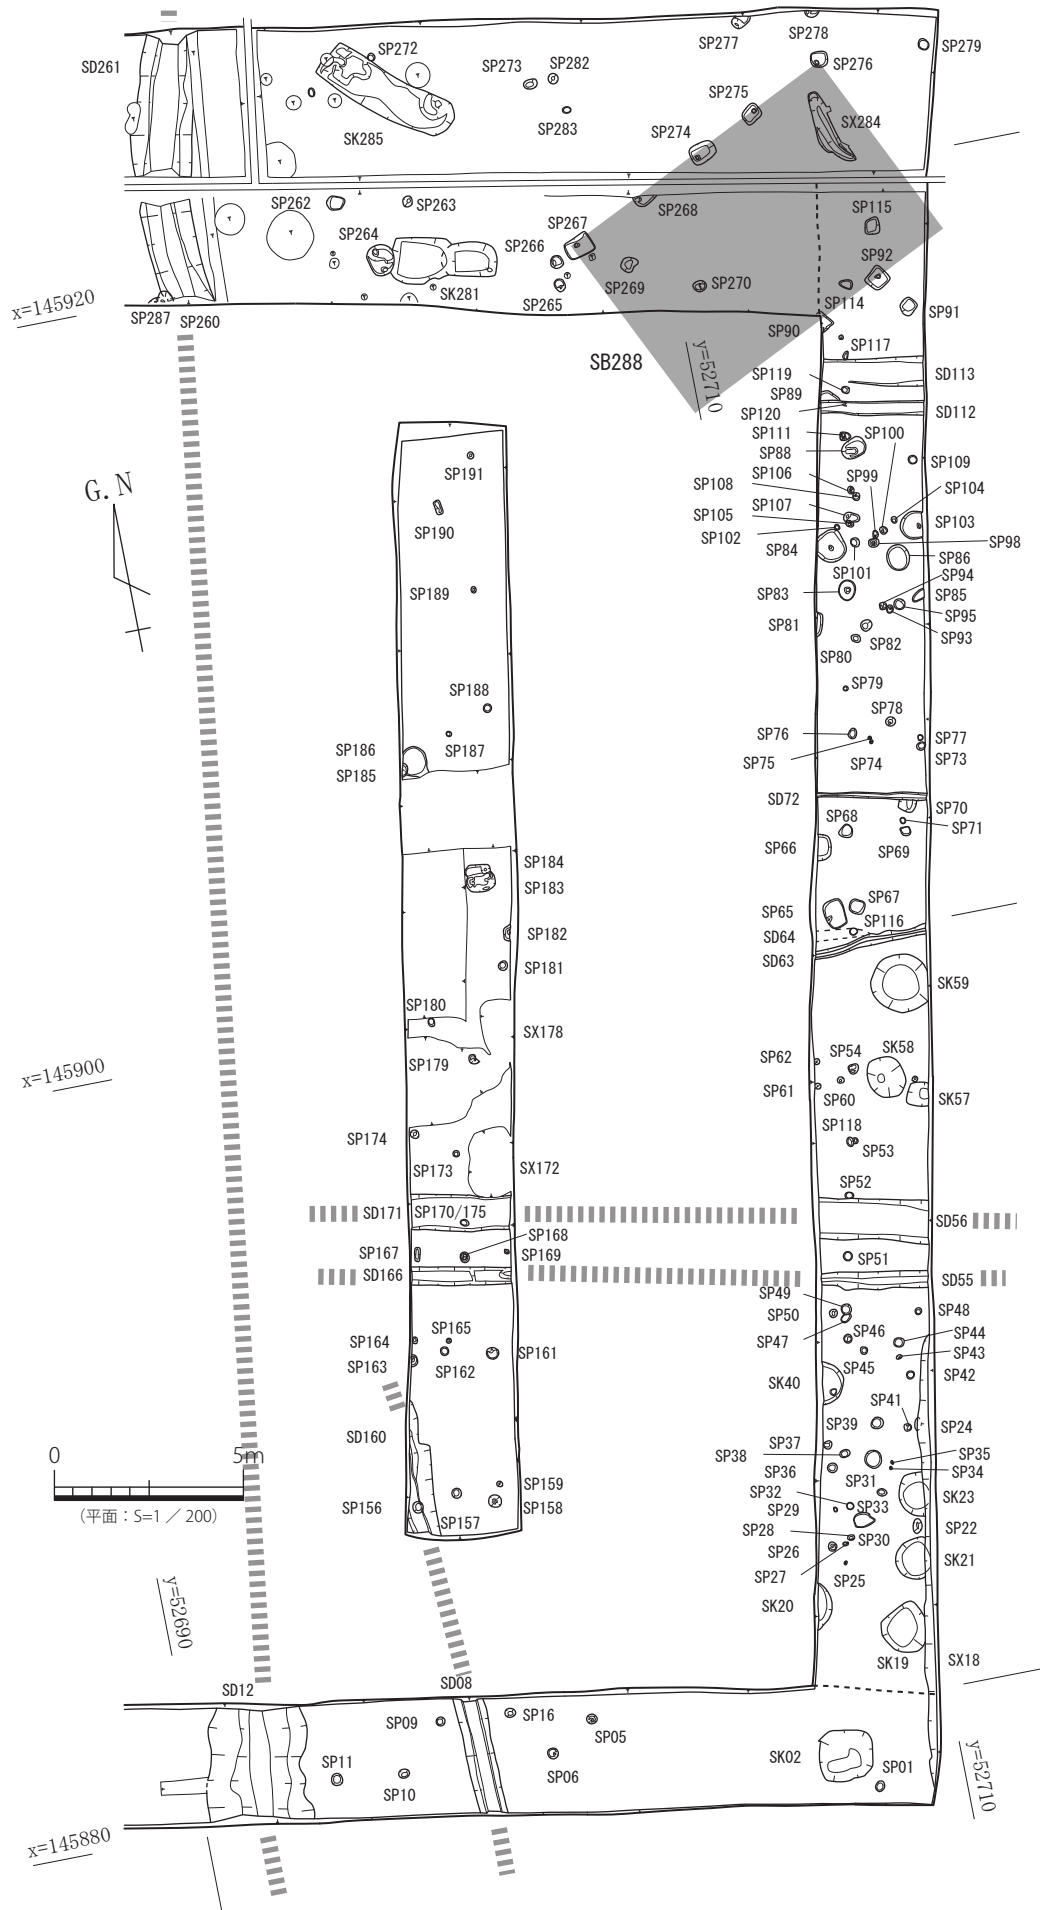 SP278
SP277
SP279
SP272
SD261
SP273
SP282
SP276
SP275
SX284
SP283
SP274
SK285
SP262
SP263
SP268
SP115
SP264
SP266
SP267
SP92
SP269
SP270
SK281
SP265
SP114
x=145920
SP287
SP260
SP91
SP90
SP117
SB288
y=52710
SP119
SD113
SP89
SP120
SD112
SP111
SP100
SP88
SP191
SP109
SP106
SP99
SP108
SP104
G.N
SP107
SP105
SP103
SP190
SP102
SP98
SP84
SP86
SP101
SP94
SP189
SP83
SP85
SP95
SP81
SP82
SP93
SP80
SP79
SP188
SP78
SP76
SP77
SP186
SP187
SP75
SP74
SP73
SP185
SD72
SP70
SP68
SP71
SP66
SP69
SP184
SP183
SP67
SP65
SP116
SP182
SD64
SD63
SP181
SK59
SP180
SX178
SP54
SK58
SP62
SP179
x=145900
SP61
SP60
SK57
SP118
SP174
SP53
SP173
SX172
SP52
SD171
SP170/175
SD56
SP168
SP167
SP169
SP51
SD166
SD55
SP49
SP50
SP48
SP165
SP46
SP44
SP164
SP47
SP43
SP161
SP163
SP162
SP45
SP42
SK40
SP41
SP39
SP24
SD160
SP37
0
5m
SP38
SP35
SP36
SP31
SP34
SP159
SP32
SK23
SP156
SP158
SP33
SP29
（平面：S=1／200）
SP157
SP28
SP30
SP22
SP26
SK21
SP27
SP25
y=52690
SK20
SK19
SX18
SD12
SD08
SP09
SP16
SP05
SK02
SP11
SP06
SP01
SP10
y=52710
x=145880